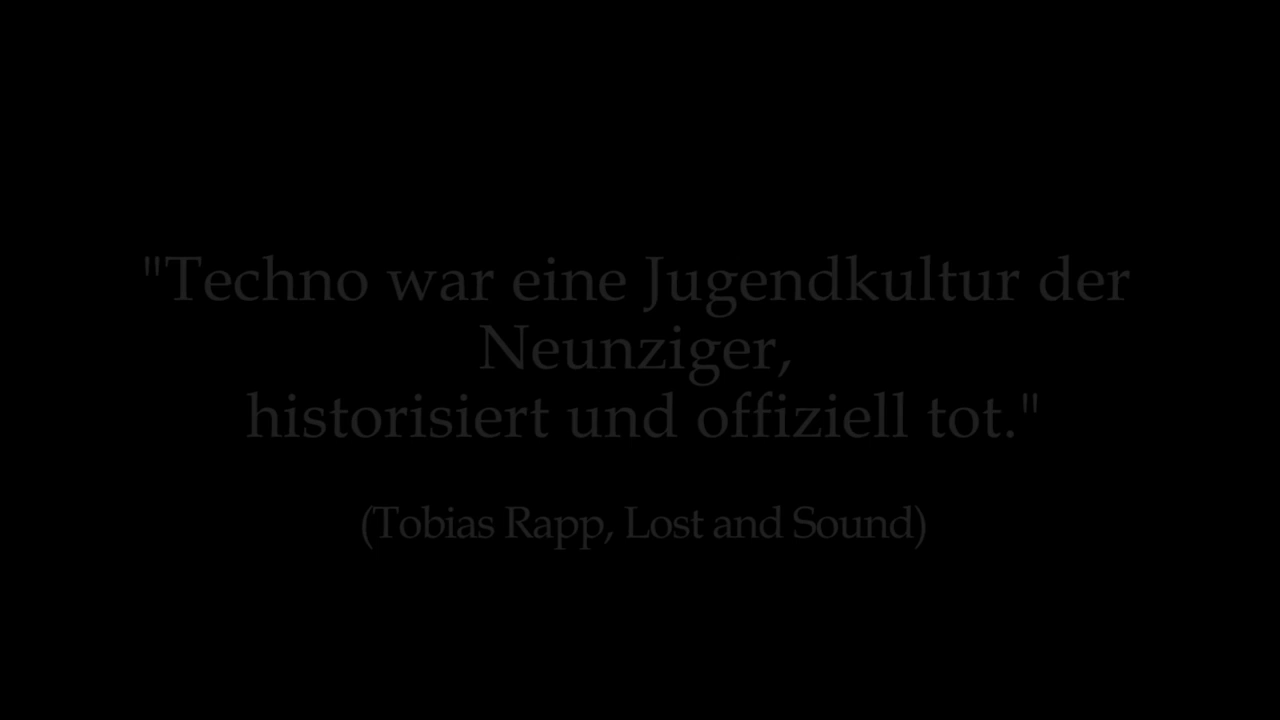 "Techno war eine Jugendkultur der
Neunziger,
historisiert und offiziell tot."
(Tobias Rapp, Lost and Sound)